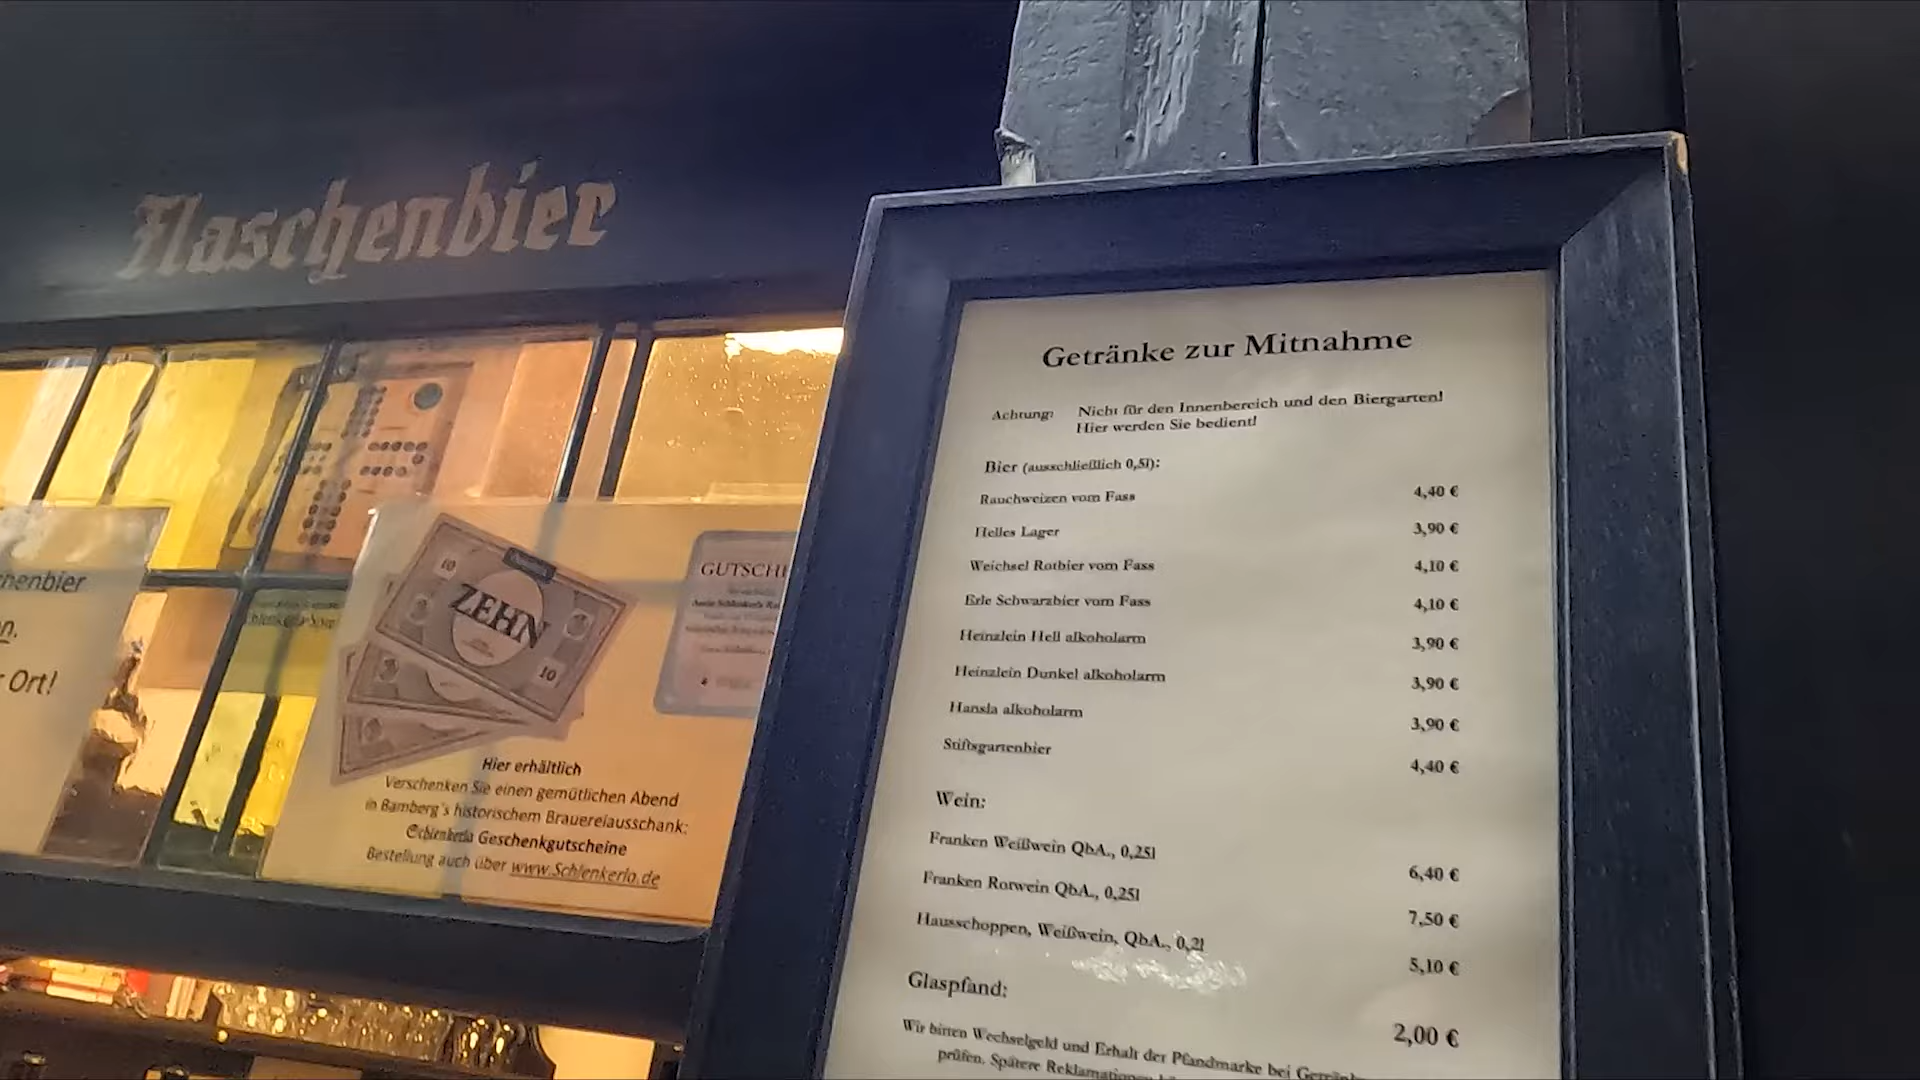 Flaschenbier
henbier
n.
Ort!
10
ZEHN
10
GUTSCHE
Hier erhältlich
Verschenken Sie einen gemütlichen Abend
in Bamberg´s historischem Brauereiausschank:
Schlenkerla Geschenkgutscheine
Bestellung auch über www.Schlenkerla.de
Getränke zur Mitnahme
Achtung: Nicht für den Innenbereich und den Biergarten!
Hier werden Sie bedient!
Bier (ausschließlich 0,5l):
Rauchweizen vom Fass 4,40 €
Helles Lager 3,90 €
Weichsel Rotbier vom Fass 4,10 €
Erle Schwarzbier vom Fass 4,10 €
Heinzlein Hell alkoholarm 3,90 €
Heinzlein Dunkel alkoholarm 3,90 €
Hansla alkoholarm 3,90 €
Stiftsgartenbier 4,40 €
Wein:
Franken Weißwein QbA., 0,25l 6,40 €
Franken Rotwein QbA., 0,25l 7,50 €
Hausschoppen, Weißwein, QbA., 0,2l 5,10 €
Glaspfand: 2,00 €
Wir bitten Wechselgeld und Erhalt der Pfandmarke bei
prüfen. Spätere